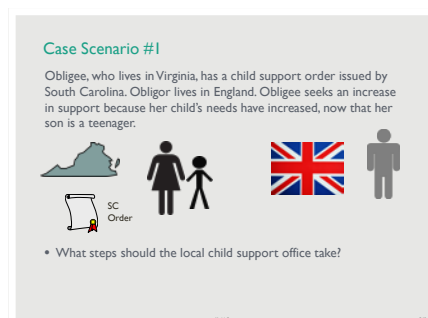 Case Scenario #1
Obligee, who lives in Virginia, has a child support order issued by
South Carolina. Obligor lives in England. Obligee seeks an increase
in support because her child's needs have increased, now that her
son is a teenager.
SC
Order
• What steps should the local child support office take?